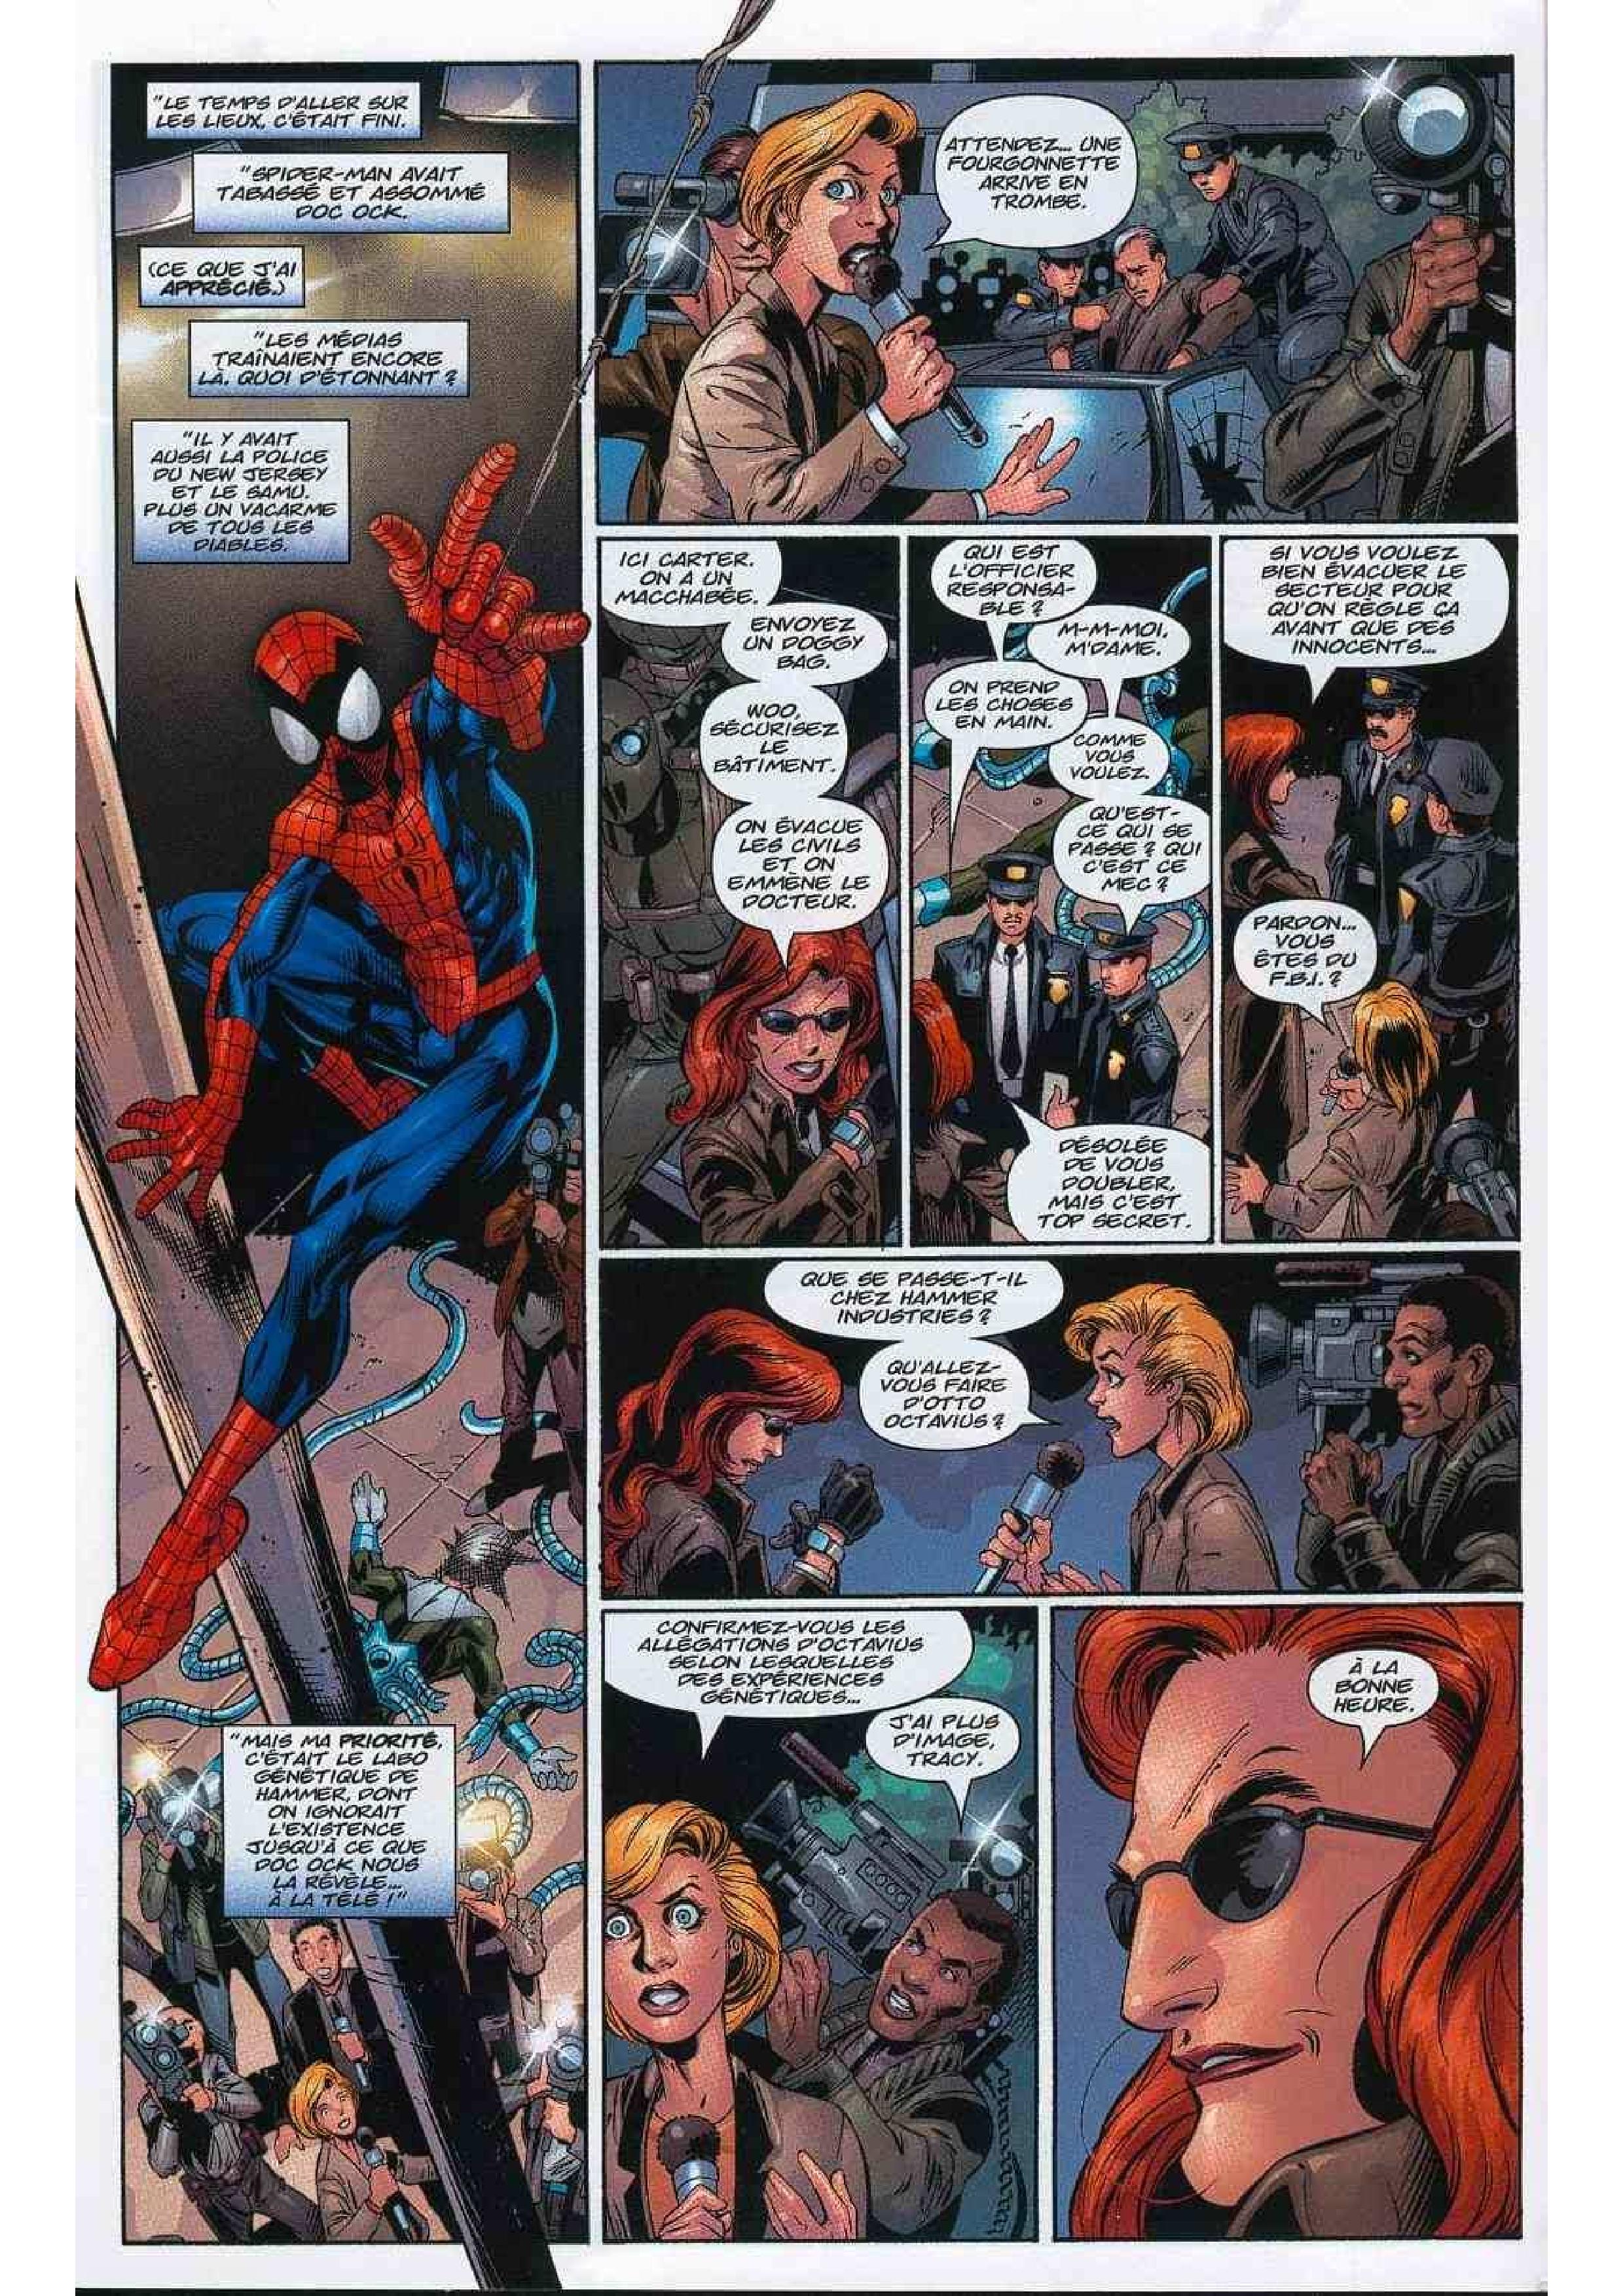 "LE TEMPS D'ALLER SUR
LES LIEUX, C'ÉTAIT FINI.
"SPIDER-MAN AVAIT
TABASSÉ ET ASSOMMÉ
DOC OCK.
(CE QUE J'AI
APPRÉCIÉ.)
"LES MÉDIAS
TRAÎNAIENT ENCORE
LÀ. QUOI D'ÉTONNANT ?
"IL Y AVAIT
AUSSI LA POLICE
DU NEW JERSEY
ET LE SAMU.
PLUS UN VACARME
DE TOUS LES
DIABLES.
"MAIS MA PRIORITÉ,
C'ÉTAIT LE LABO
GÉNÉTIQUE DE
HAMMER, DONT
ON IGNORAIT
L'EXISTENCE
JUSQU'À CE QUE
DOC OCK NOUS
LA RÉVÈLE...
À LA TÉLÉ !"
ATTENDEZ... UNE
FOURGONNETTE
ARRIVE EN
TROMBE.
ICI CARTER.
ON A UN
MACCHABÉE.
ENVOYEZ
UN DOGGY
BAG.
WOO,
SÉCURISEZ
LE
BÂTIMENT.
ON ÉVACUE
LES CIVILS
ET ON
EMMÈNE LE
DOCTEUR.
QUI EST
L'OFFICIER
RESPONSA-
BLE ?
M-M-MOI,
M'DAME.
ON PREND
LES CHOSES
EN MAIN.
COMME
VOUS
VOULEZ.
QU'EST-
CE QUI SE
PASSE ? QUI
C'EST CE
MEC ?
DÉSOLÉE
DE VOUS
DOUBLER,
MAIS C'EST
TOP SECRET.
SI VOUS VOULEZ
BIEN ÉVACUER LE
SECTEUR POUR
QU'ON RÈGLE ÇA
AVANT QUE DES
INNOCENTS...
PARDON...
VOUS
ÊTES DU
F.B.I. ?
QUE SE PASSE-T-IL
CHEZ HAMMER
INDUSTRIES ?
QU'ALLEZ-
VOUS FAIRE
D'OTTO
OCTAVIUS ?
CONFIRMEZ-VOUS LES
ALLÉGATIONS D'OCTAVIUS
SELON LESQUELLES
DES EXPÉRIENCES
GÉNÉTIQUES...
J'AI PLUS
D'IMAGE,
TRACY.
À LA
BONNE
HEURE.